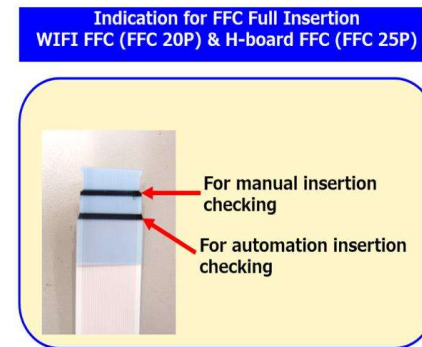 Indication for FFC Full Insertion
WIFI FFC (FFC 20P) & H-board FFC (FFC 25P)
For manual insertion
checking
For automation insertion
checking